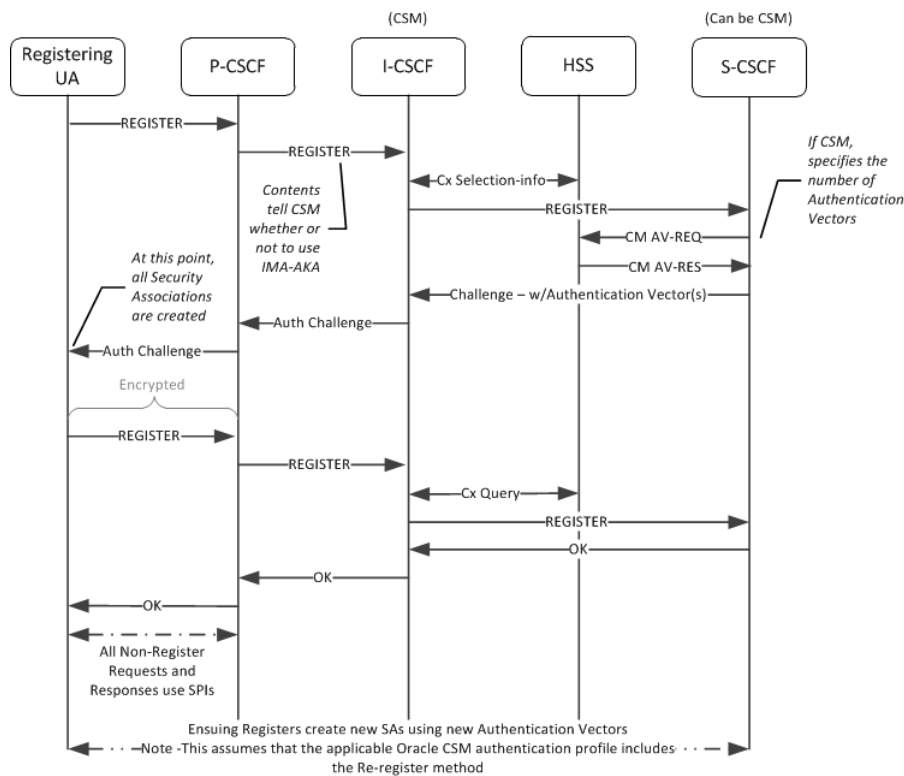 (CSM)
(Can be CSM)
Registering
UA
P-CSCF
I-CSCF
HSS
S-CSCF
REGISTER
REGISTER
If CSM,
specifies the
number of
Authentication
Vectors
Cx Selection-info
Contents
tell CSM
whether or
not to use
IMA-AKA
REGISTER
CM AV-REQ
CM AV-RES
At this point,
all Security
Associations
are created
Challenge – w/Authentication Vector(s)
Auth Challenge
Auth Challenge
Encrypted
REGISTER
REGISTER
Cx Query
REGISTER
OK
OK
OK
All Non-Register
Requests and
Responses use SPIs
Ensuing Registers create new SAs using new Authentication Vectors
Note -This assumes that the applicable Oracle CSM authentication profile includes
the Re-register method